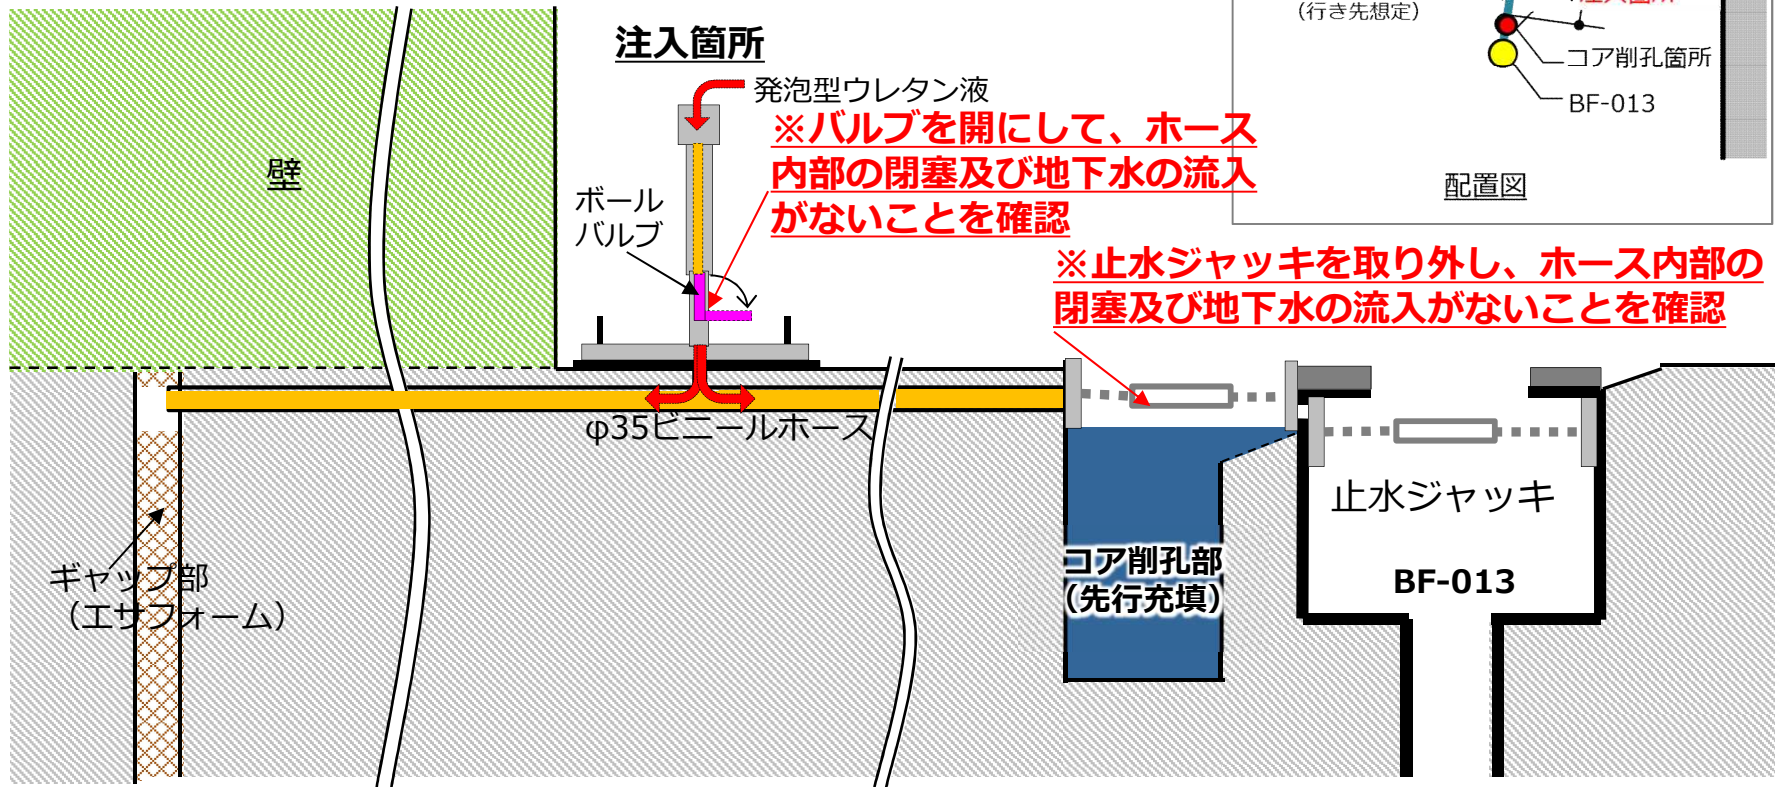 注入箇所
発泡型ウレタン液
※バルブを開にして、ホース
内部の閉塞及び地下水の流入
がないことを確認
ボール
バルブ
壁
(行き先想定)
コア削孔箇所
BF-013
配置図
※止水ジャッキを取り外し、ホース内部の
閉塞及び地下水の流入がないことを確認
φ35ビニールホース
止水ジャッキ
コア削孔部
(先行充填)
BF-013
ギャップ部
(エサフォーム)